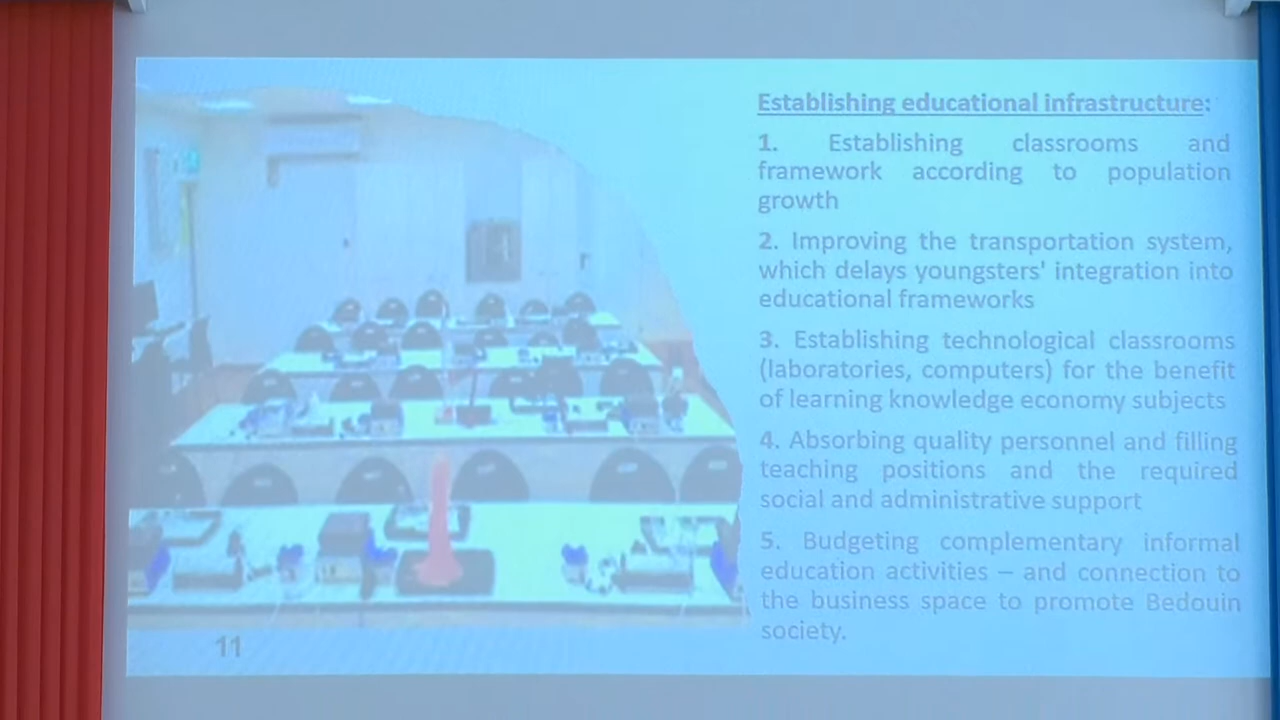 Establishing educational infrastructure:
1. Establishing classrooms and
framework according to population
growth
2. Improving the transportation system,
which delays youngsters' integration into
educational frameworks
3. Establishing technological classrooms
(laboratories, computers) for the benefit
of learning knowledge economy subjects
4. Absorbing quality personnel and filling
teaching positions and the required
social and administrative support
5. Budgeting complementary informal
education activities – and connection to
the business space to promote Bedouin
society.
11